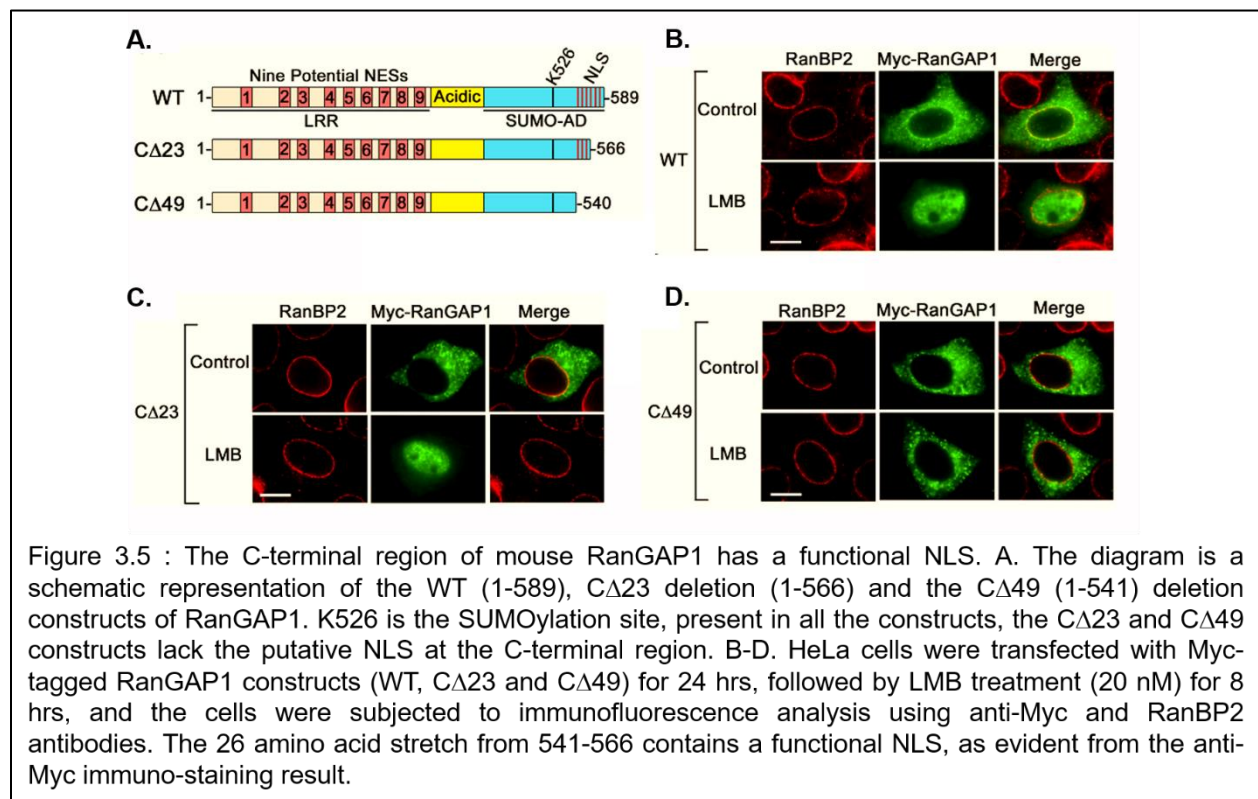 A.
Nine Potential NESs
K526
NLS
WT 1- 1 2 3 4 5 6 7 8 9 Acidic -589
LRR
SUMO-AD
CΔ23 1- 1 2 3 4 5 6 7 8 9 -566
CΔ49 1- 1 2 3 4 5 6 7 8 9 -540
B.
RanBP2 Myc-RanGAP1 Merge
Control
WT
LMB
C.
RanBP2 Myc-RanGAP1 Merge
Control
CΔ23
LMB
D.
RanBP2 Myc-RanGAP1 Merge
Control
CΔ49
LMB
Figure 3.5 : The C-terminal region of mouse RanGAP1 has a functional NLS. A. The diagram is a
schematic representation of the WT (1-589), CΔ23 deletion (1-566) and the CΔ49 (1-541) deletion
constructs of RanGAP1. K526 is the SUMOylation site, present in all the constructs, the CΔ23 and CΔ49
constructs lack the putative NLS at the C-terminal region. B-D. HeLa cells were transfected with Myc-
tagged RanGAP1 constructs (WT, CΔ23 and CΔ49) for 24 hrs, followed by LMB treatment (20 nM) for 8
hrs, and the cells were subjected to immunofluorescence analysis using anti-Myc and RanBP2
antibodies. The 26 amino acid stretch from 541-566 contains a functional NLS, as evident from the anti-
Myc immuno-staining result.